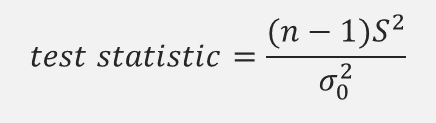 test statistic = (n − 1)S² / σ₀²